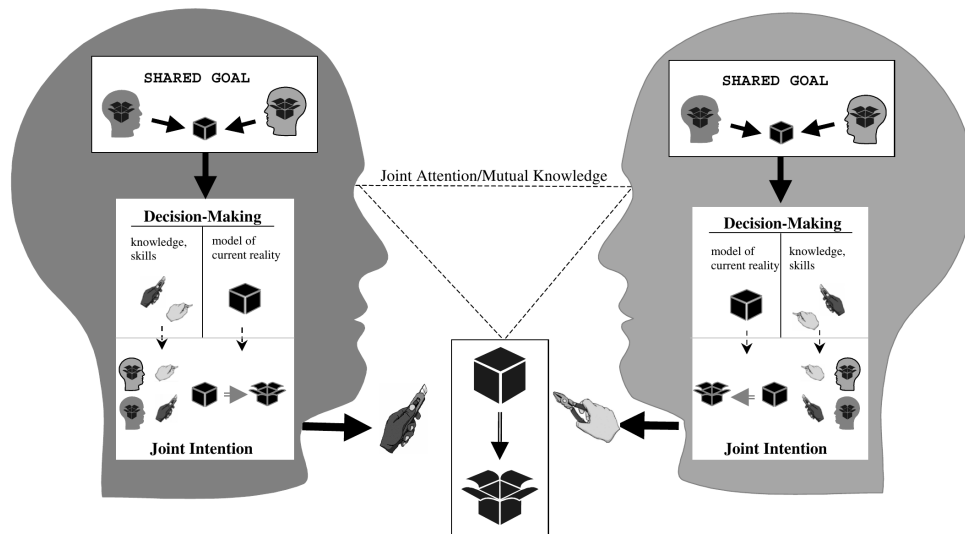 SHARED GOAL
Decision-Making
knowledge,
skills
model of
current reality
Joint Intention
Joint Attention/Mutual Knowledge
SHARED GOAL
Decision-Making
model of
current reality
knowledge,
skills
Joint Intention